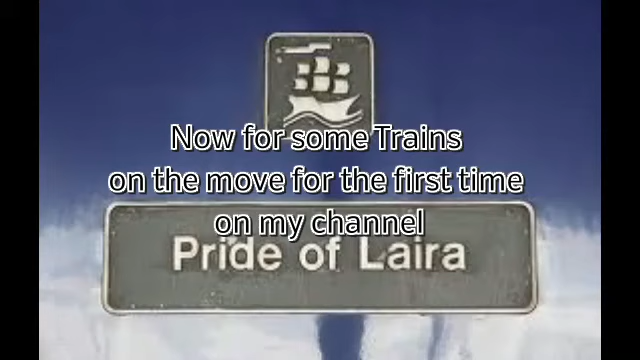 Now for some Trains
on the move for the first time
on my channel
Pride of Laira